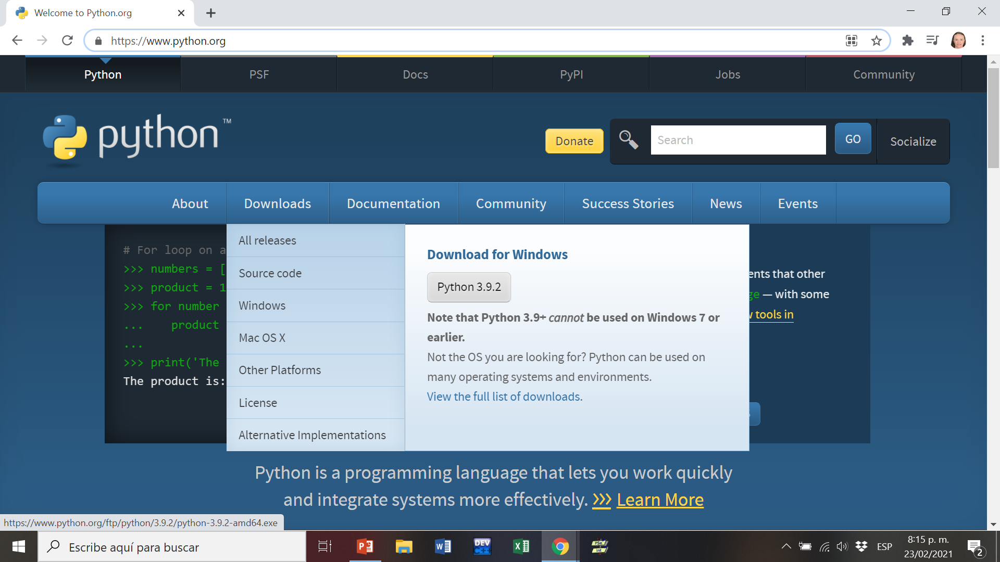 Welcome to Python.org
https://www.python.org
Python
PSF
Docs
PyPI
Jobs
Community
python™
Donate
Search
GO
Socialize
About
Downloads
Documentation
Community
Success Stories
News
Events
# For loop on a
>>> numbers = [
>>> product = 1
>>> for number
...    product
...
>>> print('The
The product is:
All releases
Source code
Windows
Mac OS X
Other Platforms
License
Alternative Implementations
Download for Windows
Python 3.9.2
Note that Python 3.9+ cannot be used on Windows 7 or
earlier.
Not the OS you are looking for? Python can be used on
many operating systems and environments.
View the full list of downloads.
ents that other
ge — with some
tools in
Python is a programming language that lets you work quickly
and integrate systems more effectively. >>> Learn More
https://www.python.org/ftp/python/3.9.2/python-3.9.2-amd64.exe
Escribe aquí para buscar
DEV
C++
PSe
Int
ESP
8:15 p. m.
23/02/2021
2